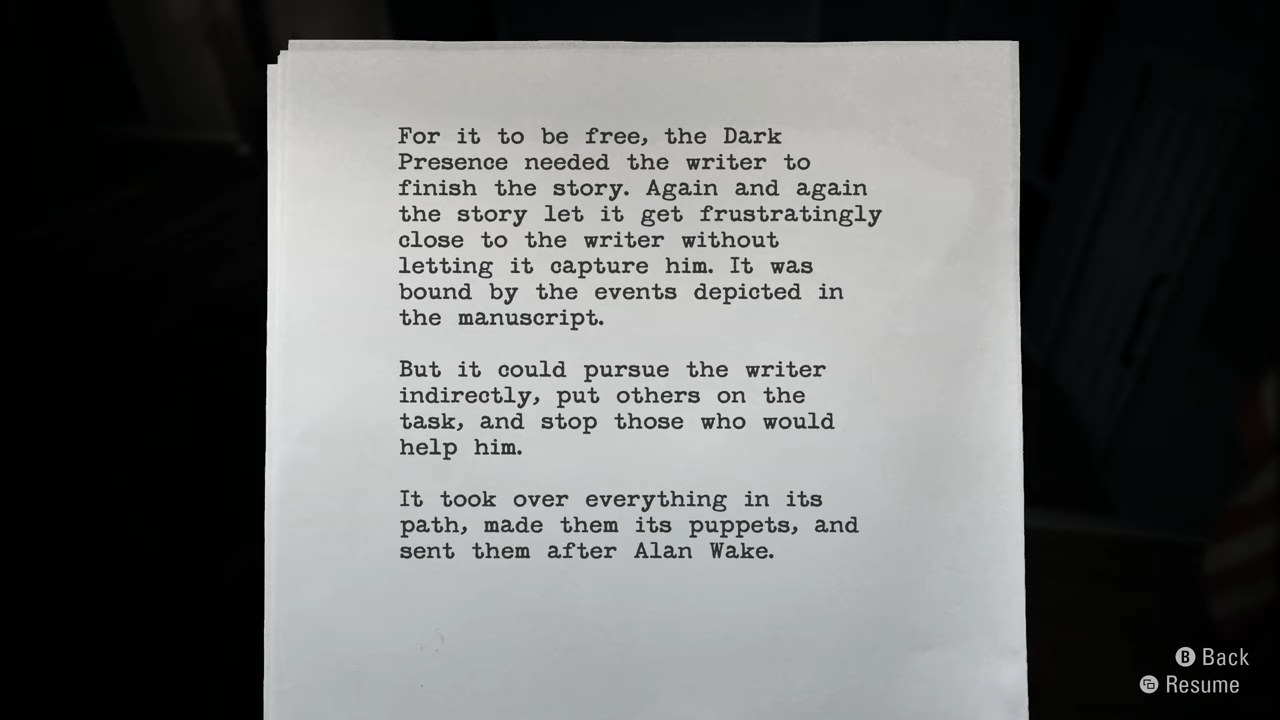 For it to be free, the Dark
Presence needed the writer to
finish the story. Again and again
the story let it get frustratingly
close to the writer without
letting it capture him. It was
bound by the events depicted in
the manuscript.
But it could pursue the writer
indirectly, put others on the
task, and stop those who would
help him.
It took over everything in its
path, made them its puppets, and
sent them after Alan Wake.
B Back
Resume